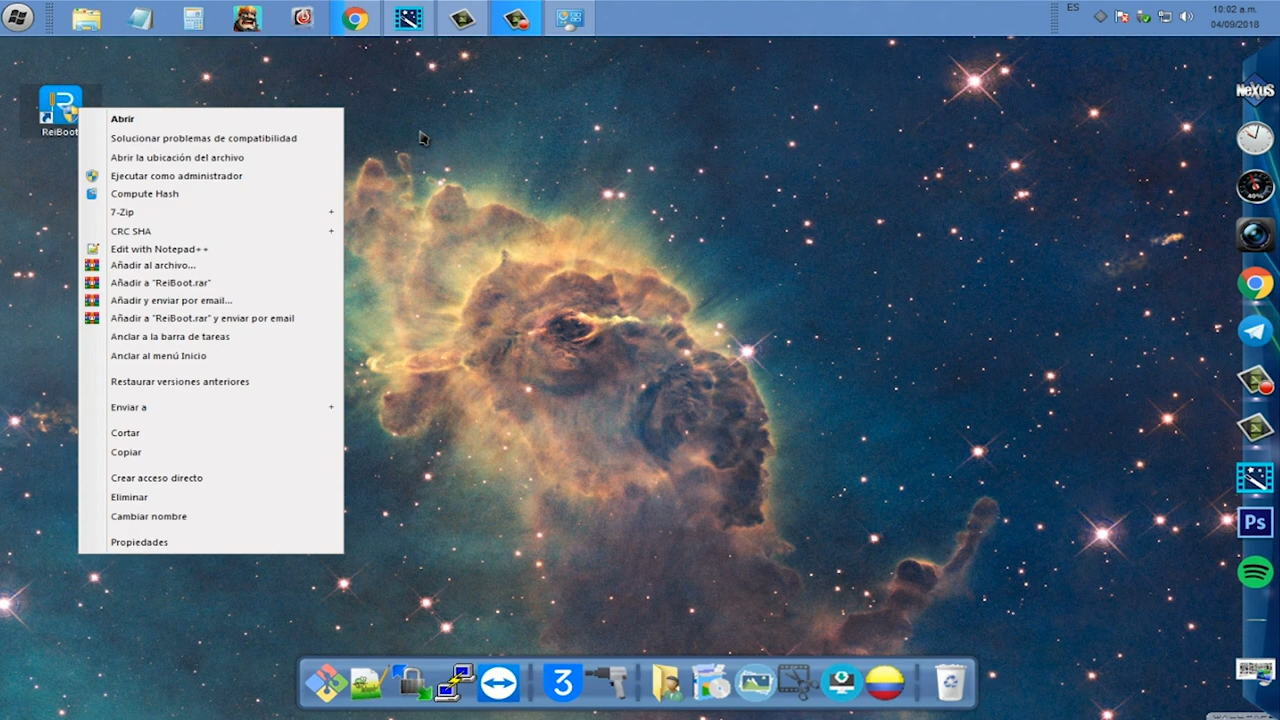 ES
10:02 a.m.
04/09/2018
ReiBoot
Abrir
Solucionar problemas de compatibilidad
Abrir la ubicación del archivo
Ejecutar como administrador
Compute Hash
7-Zip
CRC SHA
Edit with Notepad++
Añadir al archivo...
Añadir a "ReiBoot.rar"
Añadir y enviar por email...
Añadir a "ReiBoot.rar" y enviar por email
Anclar a la barra de tareas
Anclar al menú Inicio
Restaurar versiones anteriores
Enviar a
Cortar
Copiar
Crear acceso directo
Eliminar
Cambiar nombre
Propiedades
NeXuS
40%
Ps
3